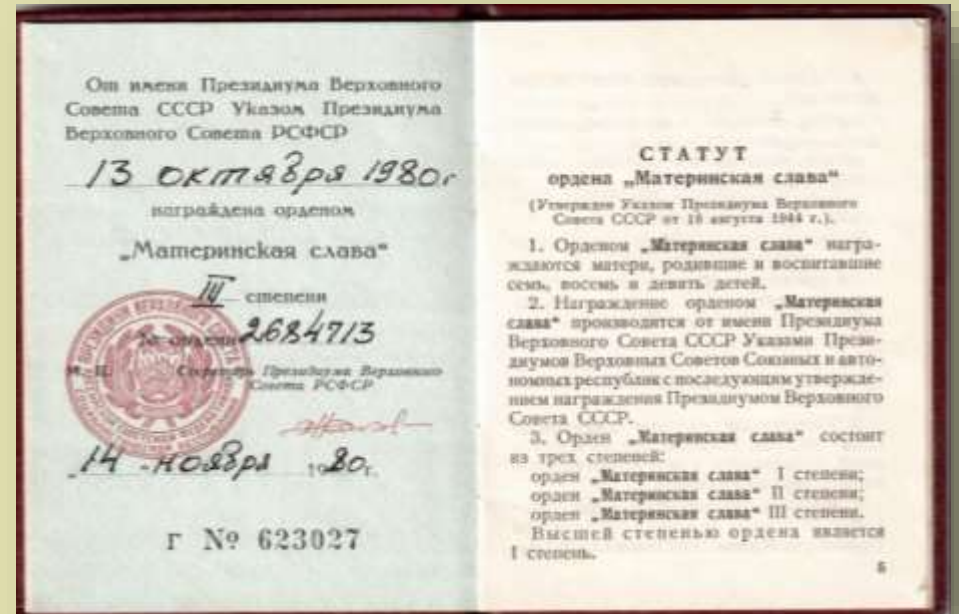 От имени Президиума Верховного
Совета СССР Указом Президиума
Верховного Совета РСФСР
13 октября 1980г
награждена орденом
„Материнская слава“
III степени
№ ордена 2684713
М. П. Секретарь Президиума Верховного
Совета РСФСР
14 ноября 1980г.
Г № 623027
СТАТУТ
ордена „Материнская слава“
(Утвержден Указом Президиума Верховного
Совета СССР от 18 августа 1944 г.).
1. Орденом „Материнская слава“ награ-
ждаются матери, родившие и воспитавшие
семь, восемь и девять детей.
2. Награждение орденом „Материнская
слава“ производится от имени Президиума
Верховного Совета СССР Указами Прези-
диумов Верховных Советов Союзных и авто-
номных республик с последующим утвержде-
нием награждения Президиумом Верховного
Совета СССР.
3. Орден „Материнская слава“ состоит
из трех степеней:
орден „Материнская слава“ I степени;
орден „Материнская слава“ II степени;
орден „Материнская слава“ III степени.
Высшей степенью ордена является
I степень.
5